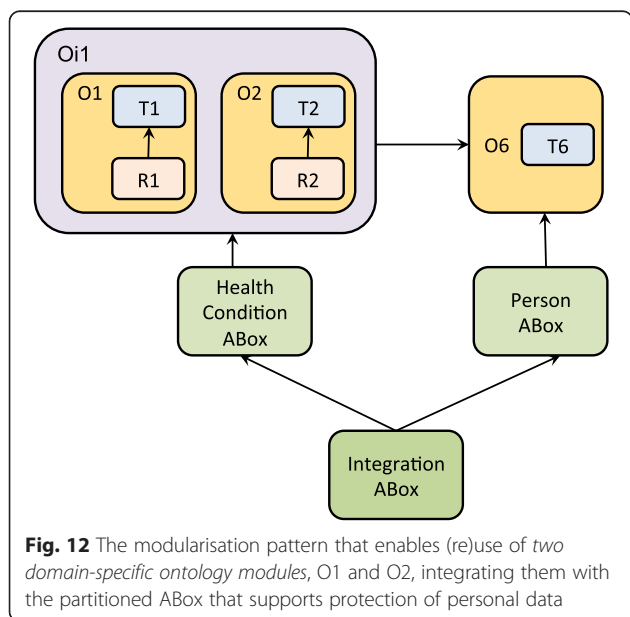 Oi1
O1
T1
R1
O2
T2
R2
O6
T6
Health
Condition
ABox
Person
ABox
Integration
ABox
Fig. 12 The modularisation pattern that enables (re)use of two
domain-specific ontology modules, O1 and O2, integrating them with
the partitioned ABox that supports protection of personal data